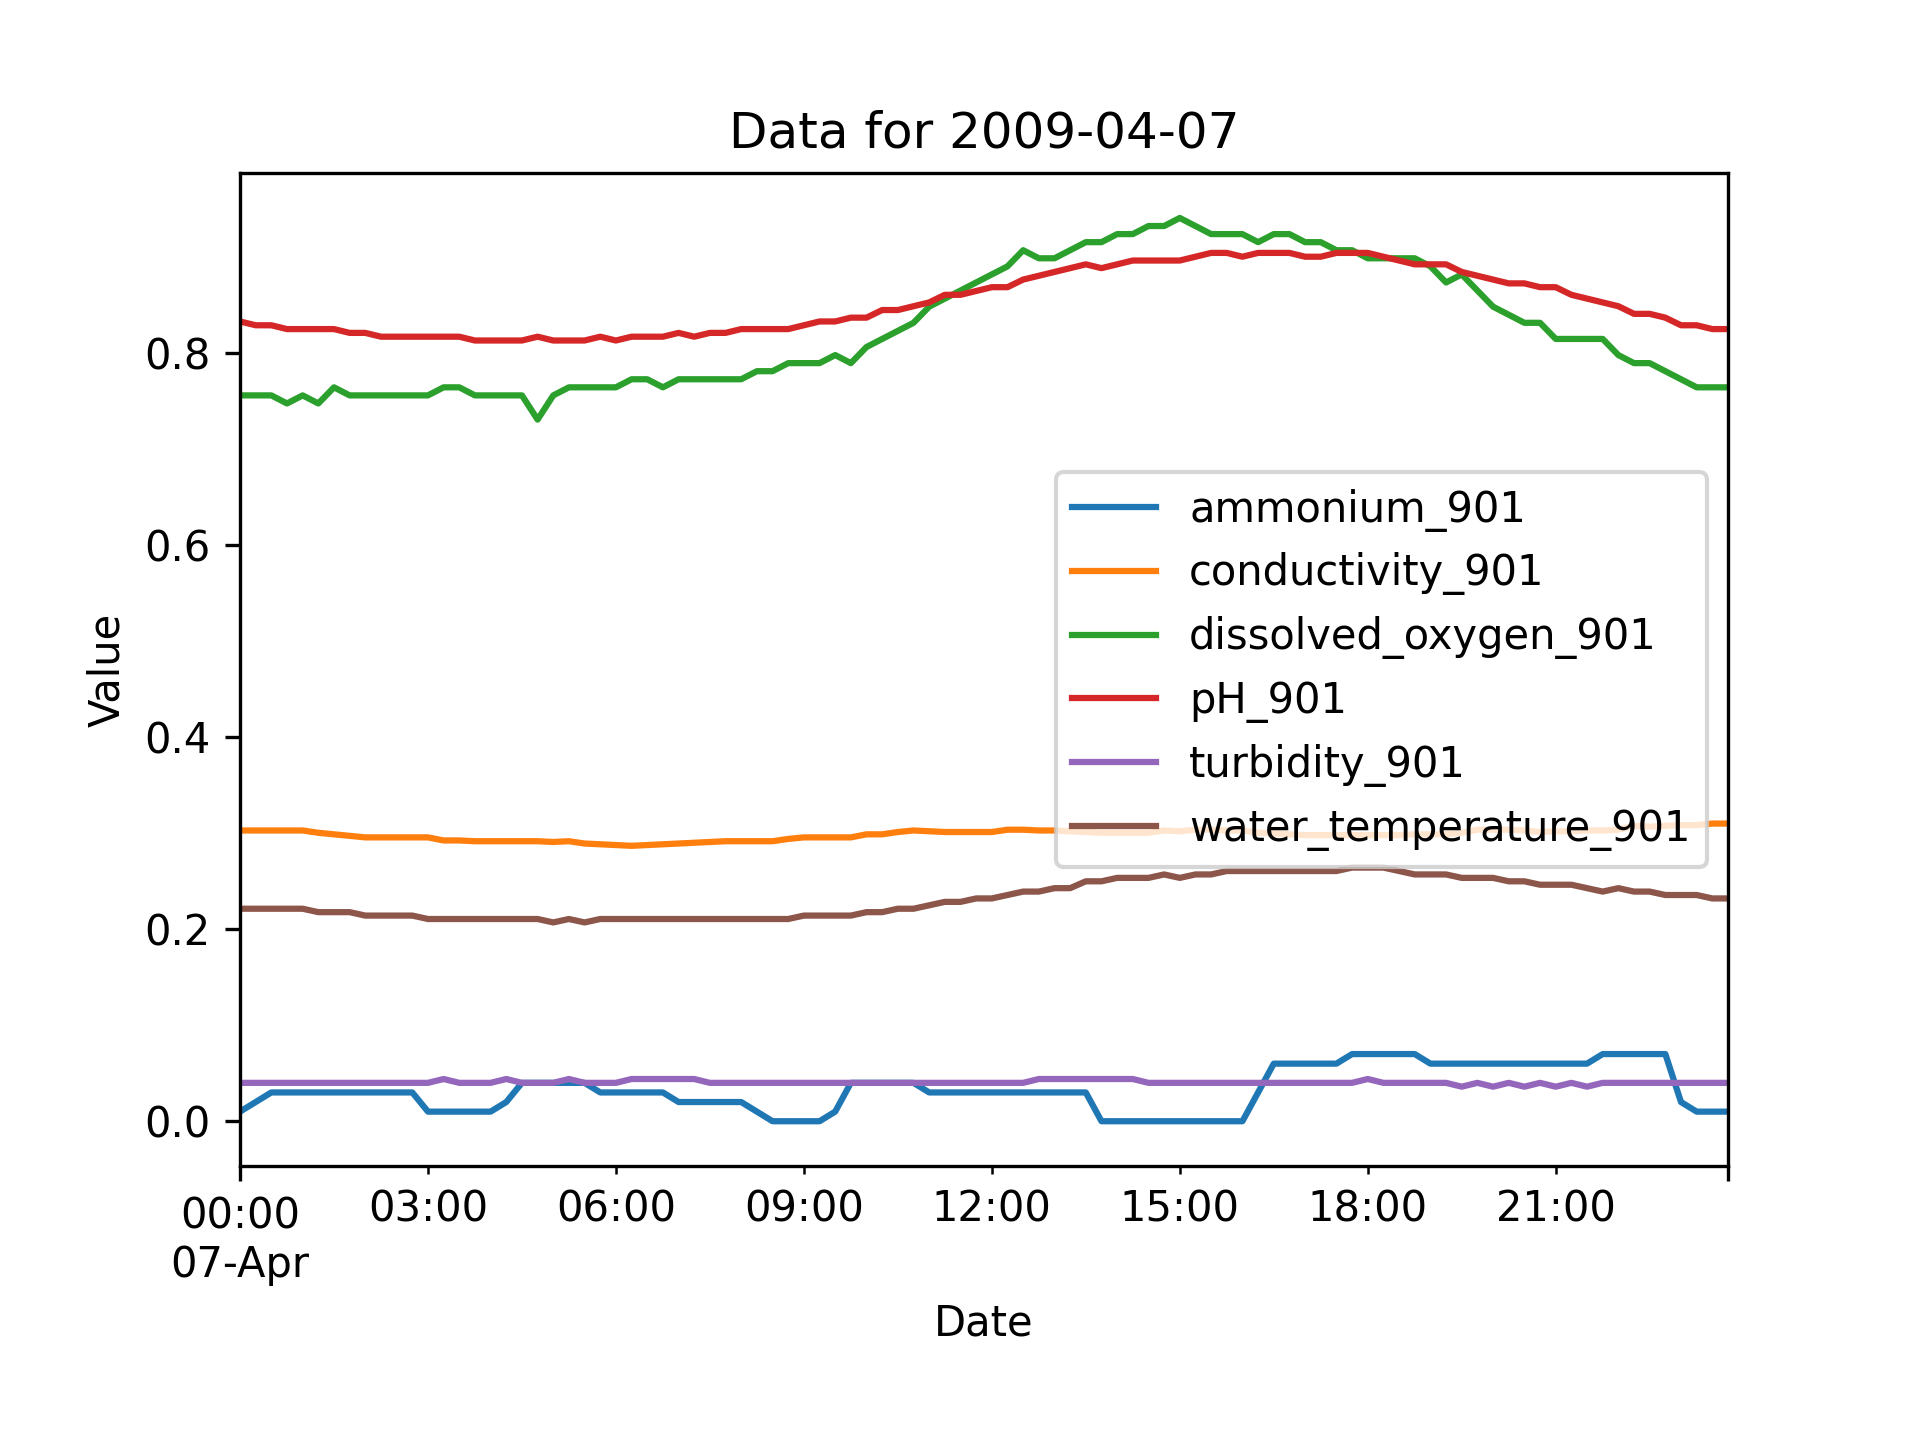 Data for 2009-04-07
Value
0.8
0.6
0.4
0.2
0.0
ammonium_901
conductivity_901
dissolved_oxygen_901
pH_901
turbidity_901
water_temperature_901
00:00 03:00 06:00 09:00 12:00 15:00 18:00 21:00
07-Apr
Date